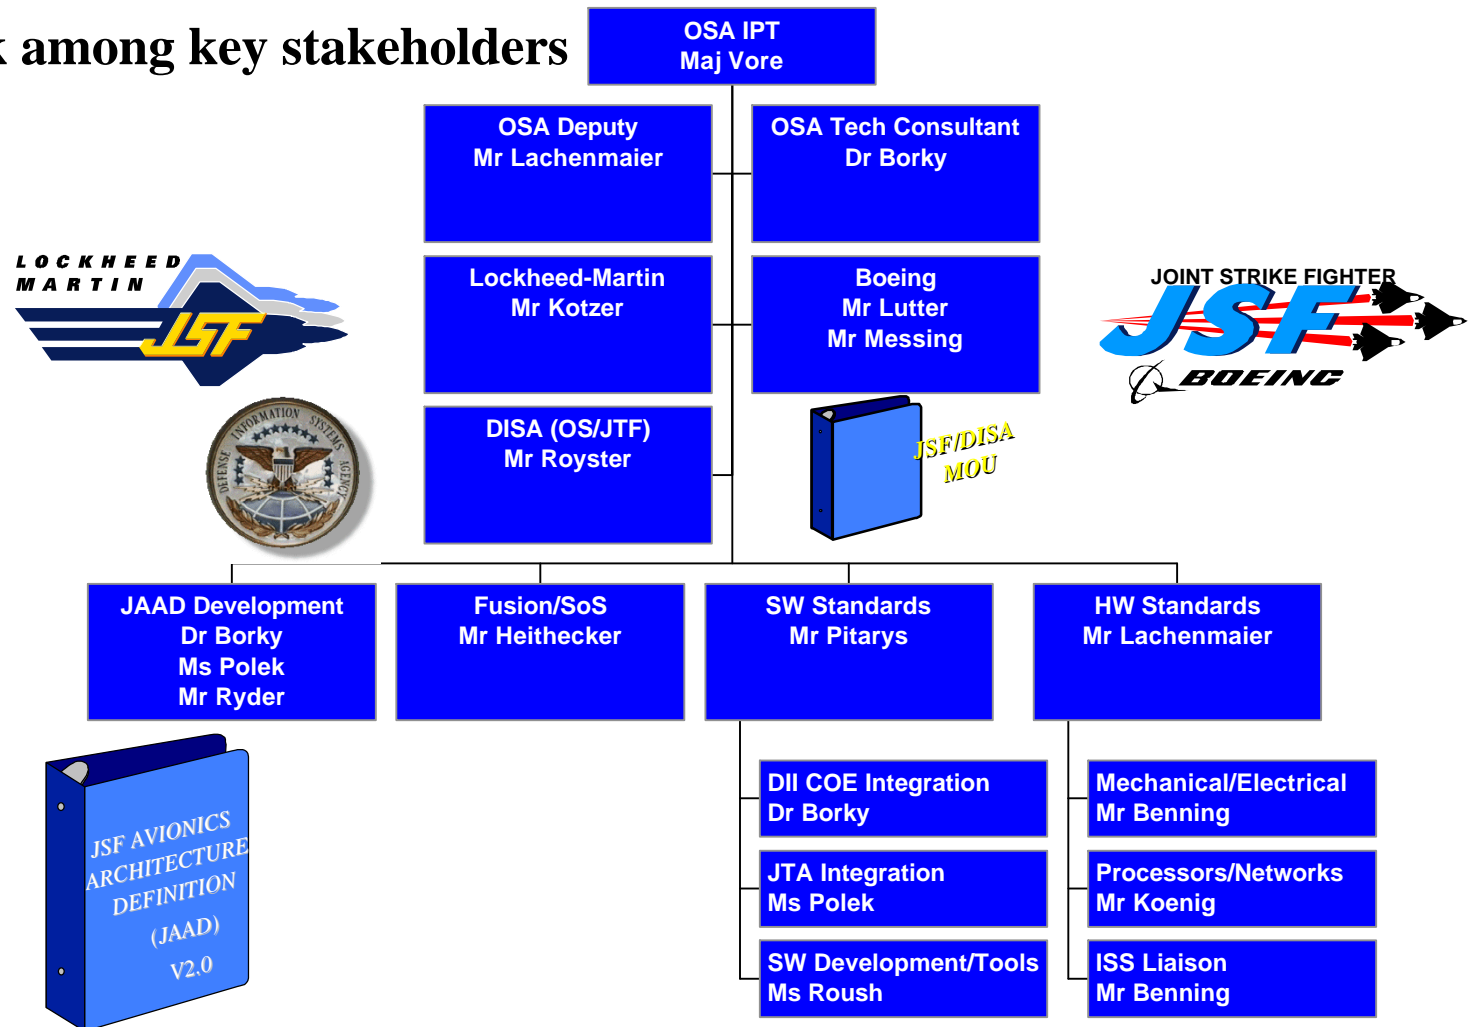 k among key stakeholders
OSA IPT
Maj Vore
OSA Deputy
Mr Lachenmaier
OSA Tech Consultant
Dr Borky
LOCKHEED
MARTIN
JSF
Lockheed-Martin
Mr Kotzer
Boeing
Mr Lutter
Mr Messing
JOINT STRIKE FIGHTER
JSF
BOEING
DEFENSE INFORMATION SYSTEMS AGENCY
DISA (OS/JTF)
Mr Royster
JSF/DISA
MOU
JAAD Development
Dr Borky
Ms Polek
Mr Ryder
Fusion/SoS
Mr Heithecker
SW Standards
Mr Pitarys
HW Standards
Mr Lachenmaier
JSF AVIONICS
ARCHITECTURE
DEFINITION
(JAAD)
V2.0
DII COE Integration
Dr Borky
JTA Integration
Ms Polek
SW Development/Tools
Ms Roush
Mechanical/Electrical
Mr Benning
Processors/Networks
Mr Koenig
ISS Liaison
Mr Benning